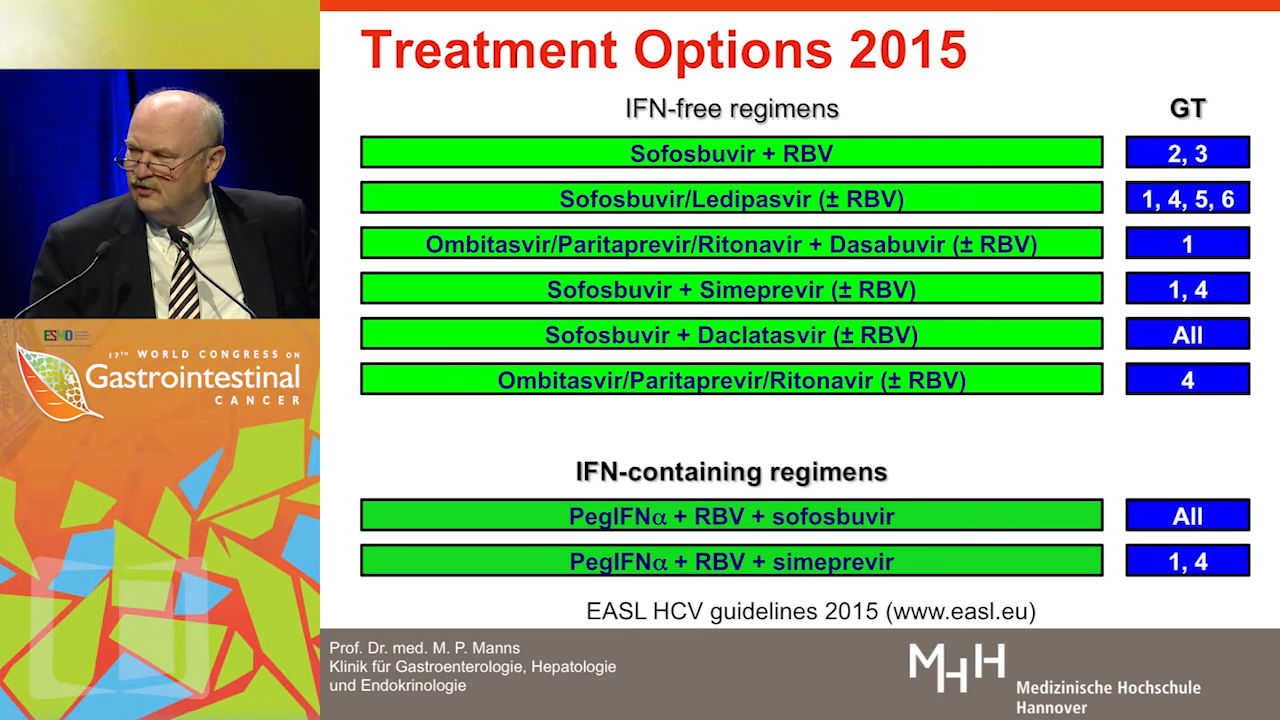 Treatment Options 2015
IFN-free regimens GT
Sofosbuvir + RBV 2, 3
Sofosbuvir/Ledipasvir (± RBV) 1, 4, 5, 6
Ombitasvir/Paritaprevir/Ritonavir + Dasabuvir (± RBV) 1
Sofosbuvir + Simeprevir (± RBV) 1, 4
Sofosbuvir + Daclatasvir (± RBV) All
Ombitasvir/Paritaprevir/Ritonavir (± RBV) 4
IFN-containing regimens
PegIFNα + RBV + sofosbuvir All
PegIFNα + RBV + simeprevir 1, 4
EASL HCV guidelines 2015 (www.easl.eu)
Prof. Dr. med. M. P. Manns
Klinik für Gastroenterologie, Hepatologie
und Endokrinologie
MHH
Medizinische Hochschule
Hannover
ESMO
17TH WORLD CONGRESS ON
Gastrointestinal
CANCER